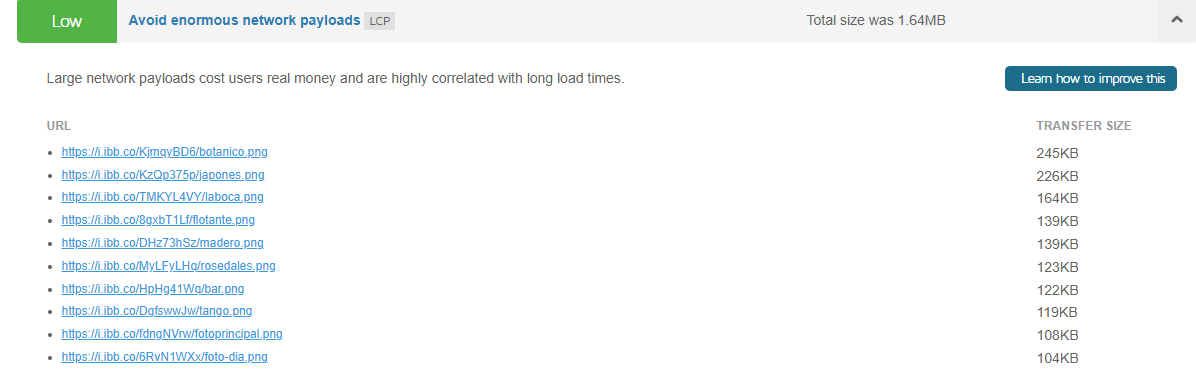 Low Avoid enormous network payloads LCP Total size was 1.64MB
Large network payloads cost users real money and are highly correlated with long load times. Learn how to improve this
URL TRANSFER SIZE
https://i.ibb.co/KjmqyBD6/botanico.png 245KB
https://i.ibb.co/KzQp375p/japones.png 226KB
https://i.ibb.co/TMKYL4VY/laboca.png 164KB
https://i.ibb.co/8gxbT1Lf/flotante.png 139KB
https://i.ibb.co/DHz73hSz/madero.png 139KB
https://i.ibb.co/MyLFyLHq/rosedales.png 123KB
https://i.ibb.co/HpHg41Wq/bar.png 122KB
https://i.ibb.co/DgfswwJw/tango.png 119KB
https://i.ibb.co/fdngNVrw/fotoprincipal.png 108KB
https://i.ibb.co/6RvN1WXx/foto-dia.png 104KB